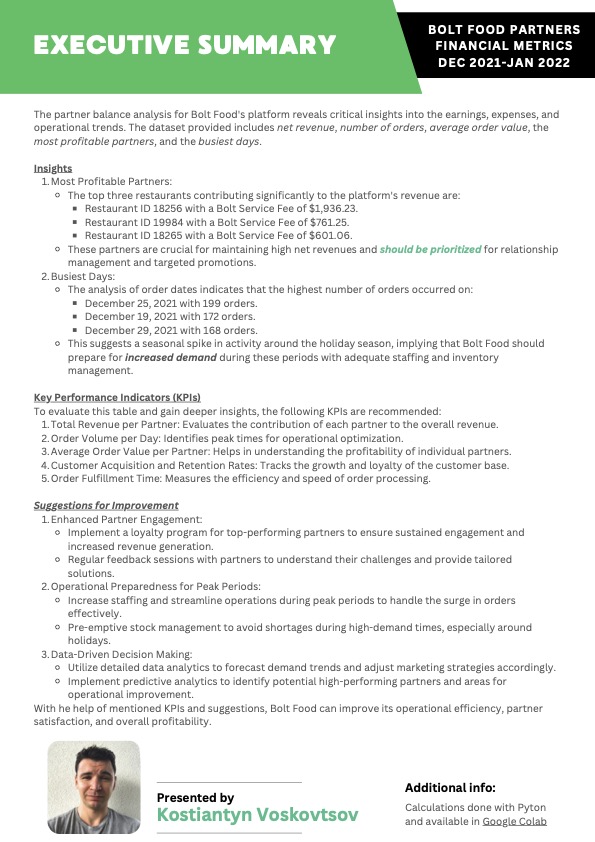 EXECUTIVE SUMMARY
BOLT FOOD PARTNERS
FINANCIAL METRICS
DEC 2021-JAN 2022
The partner balance analysis for Bolt Food's platform reveals critical insights into the earnings, expenses, and
operational trends. The dataset provided includes net revenue, number of orders, average order value, the
most profitable partners, and the busiest days.
Insights
1. Most Profitable Partners:
The top three restaurants contributing significantly to the platform's revenue are:
Restaurant ID 18256 with a Bolt Service Fee of $1,936.23.
Restaurant ID 19984 with a Bolt Service Fee of $761.25.
Restaurant ID 18265 with a Bolt Service Fee of $601.06.
These partners are crucial for maintaining high net revenues and should be prioritized for relationship
management and targeted promotions.
2. Busiest Days:
The analysis of order dates indicates that the highest number of orders occurred on:
December 25, 2021 with 199 orders.
December 19, 2021 with 172 orders.
December 29, 2021 with 168 orders.
This suggests a seasonal spike in activity around the holiday season, implying that Bolt Food should
prepare for increased demand during these periods with adequate staffing and inventory
management.
Key Performance Indicators (KPIs)
To evaluate this table and gain deeper insights, the following KPIs are recommended:
1. Total Revenue per Partner: Evaluates the contribution of each partner to the overall revenue.
2. Order Volume per Day: Identifies peak times for operational optimization.
3. Average Order Value per Partner: Helps in understanding the profitability of individual partners.
4. Customer Acquisition and Retention Rates: Tracks the growth and loyalty of the customer base.
5. Order Fulfillment Time: Measures the efficiency and speed of order processing.
Suggestions for Improvement
1. Enhanced Partner Engagement:
Implement a loyalty program for top-performing partners to ensure sustained engagement and
increased revenue generation.
Regular feedback sessions with partners to understand their challenges and provide tailored
solutions.
2. Operational Preparedness for Peak Periods:
Increase staffing and streamline operations during peak periods to handle the surge in orders
effectively.
Pre-emptive stock management to avoid shortages during high-demand times, especially around
holidays.
3. Data-Driven Decision Making:
Utilize detailed data analytics to forecast demand trends and adjust marketing strategies accordingly.
Implement predictive analytics to identify potential high-performing partners and areas for
operational improvement.
With he help of mentioned KPIs and suggestions, Bolt Food can improve its operational efficiency, partner
satisfaction, and overall profitability.
Presented by
Kostiantyn Voskovtsov
Additional info:
Calculations done with Pyton
and available in Google Colab